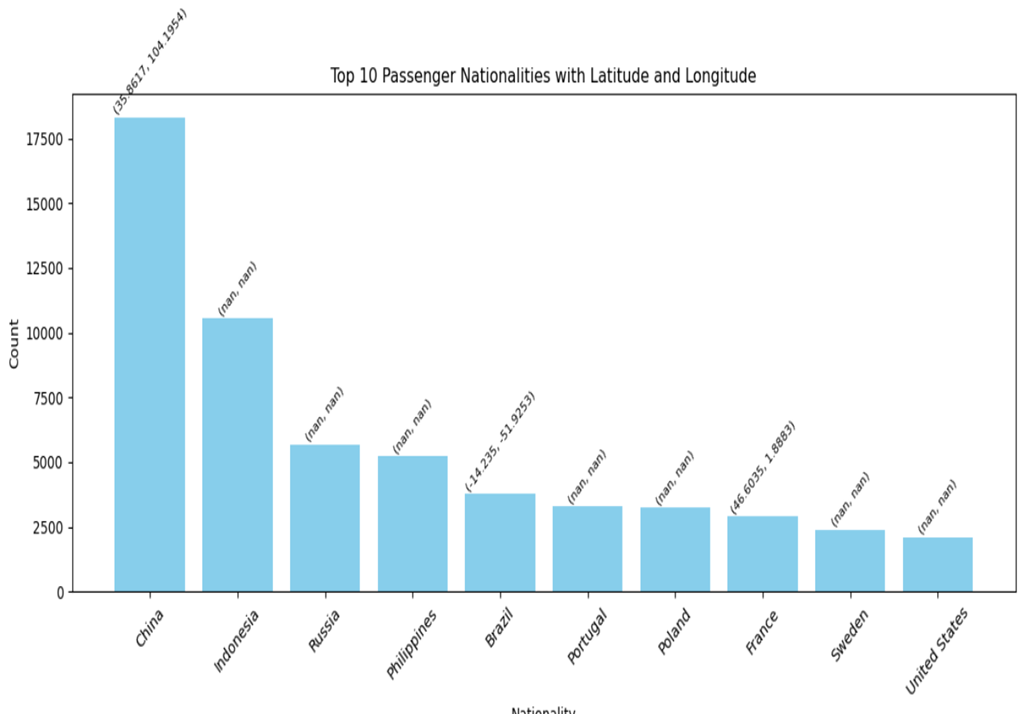 Top 10 Passenger Nationalities with Latitude and Longitude
(35.8617, 104.1954)
(nan, nan)
(nan, nan)
(nan, nan)
(-14.235, -51.9253)
(nan, nan)
(nan, nan)
(46.6035, 1.8883)
(nan, nan)
(nan, nan)
Count
17500
15000
12500
10000
7500
5000
2500
0
China
Indonesia
Russia
Philippines
Brazil
Portugal
Poland
France
Sweden
United States
Nationality